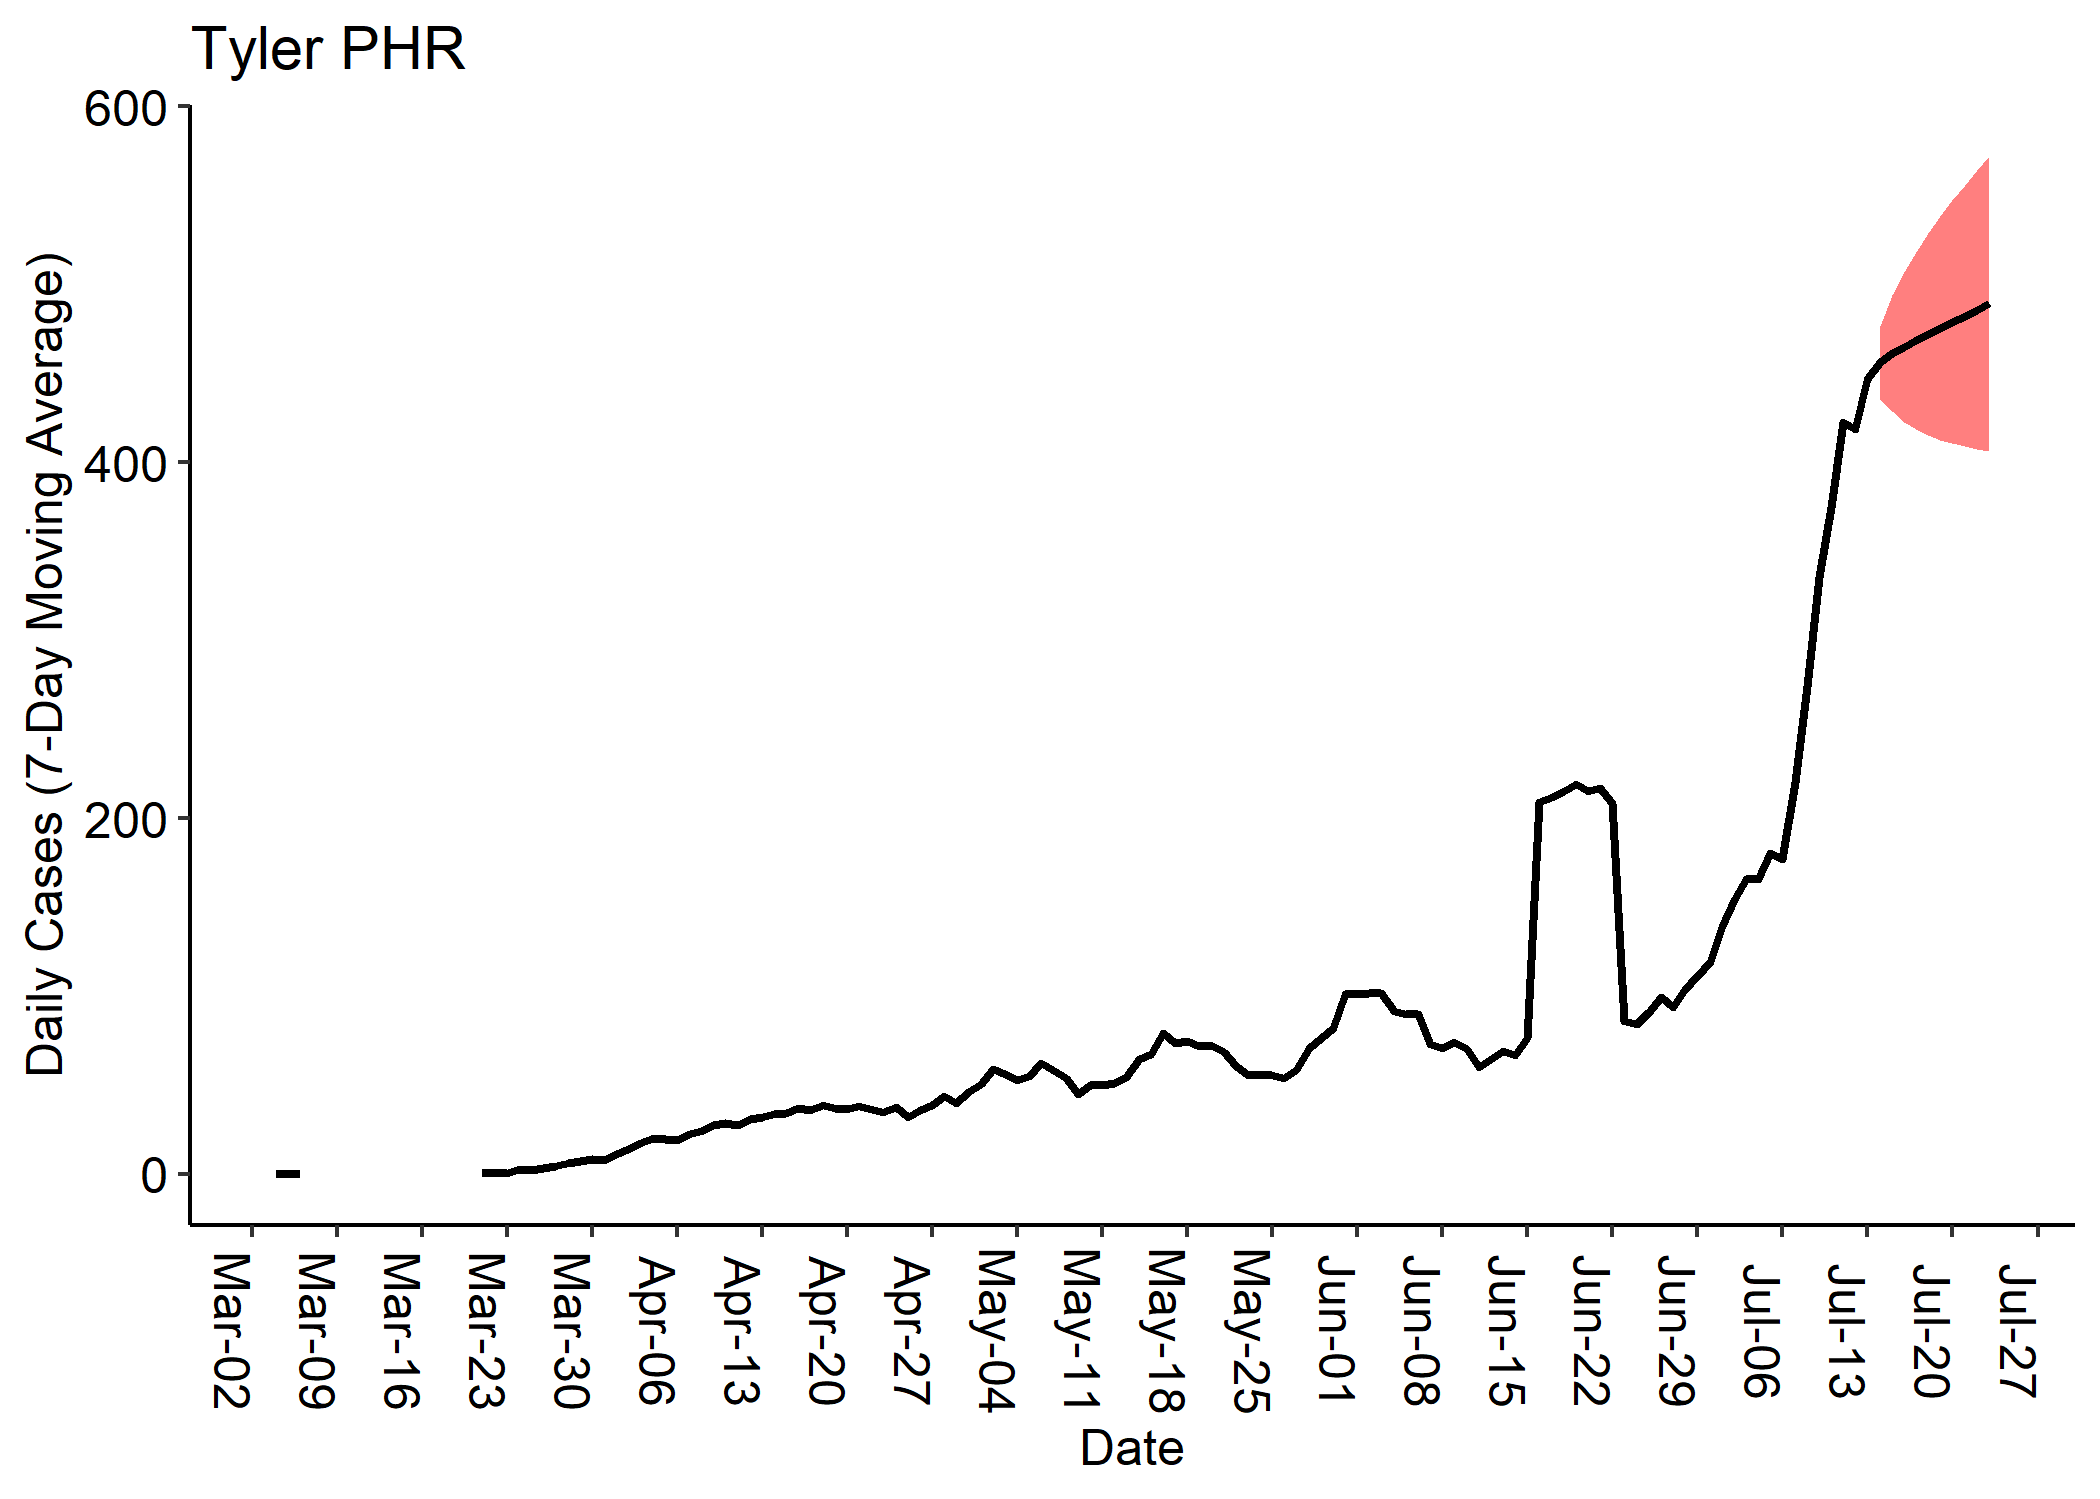 Tyler PHR
600
400
200
0
Daily Cases (7-Day Moving Average)
Mar-02
Mar-09
Mar-16
Mar-23
Mar-30
Apr-06
Apr-13
Apr-20
Apr-27
May-04
May-11
May-18
May-25
Jun-01
Jun-08
Jun-15
Jun-22
Jun-29
Jul-06
Jul-13
Jul-20
Jul-27
Date